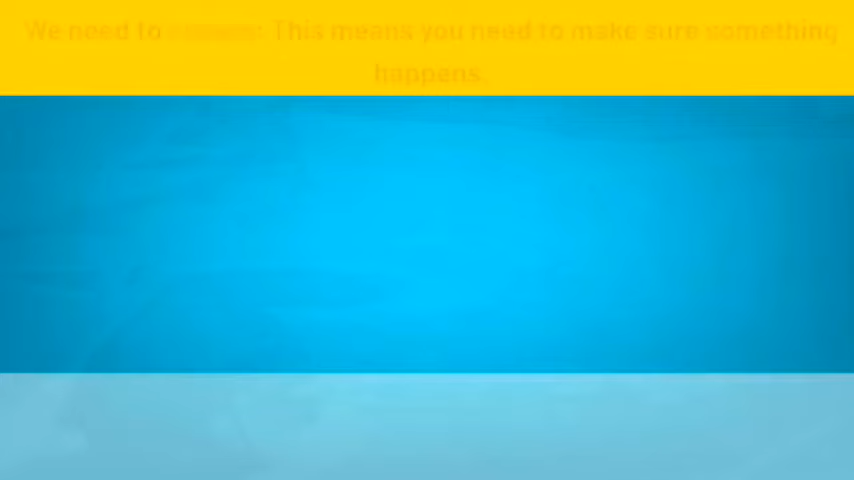 We need to : This means you need to make sure something
happens.